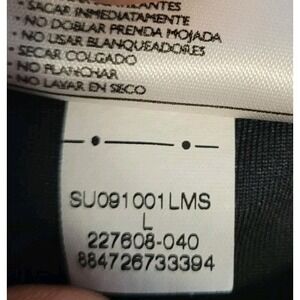 BLANQUEANTES
- SACAR INMEDIATAMENTE
- NO DOBLAR PRENDA MOJADA
- NO USAR BLANQUEADORES
- SECAR COLGADO
- NO PLANCHAR
- NO LAVAR EN SECO
SU091001LMS
L
227608-040
884726733394